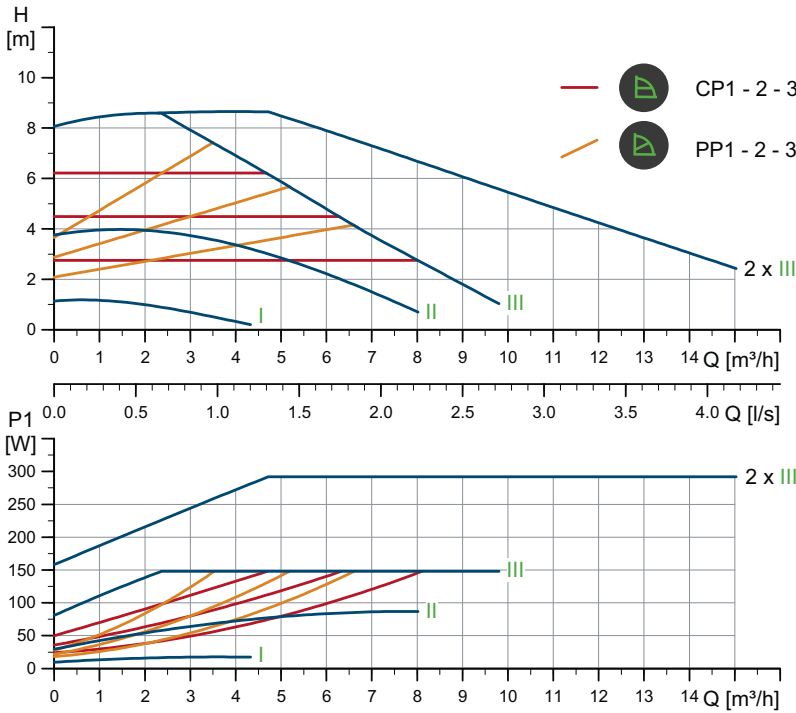 H
[m]
10
8
6
4
2
0
CP1 - 2 - 3
PP1 - 2 - 3
2 x III
III
II
I
0 1 2 3 4 5 6 7 8 9 10 11 12 13 14 Q [m³/h]
0.0 0.5 1.0 1.5 2.0 2.5 3.0 3.5 4.0 Q [l/s]
P1
[W]
300
250
200
150
100
50
0
2 x III
III
II
I
0 1 2 3 4 5 6 7 8 9 10 11 12 13 14 Q [m³/h]